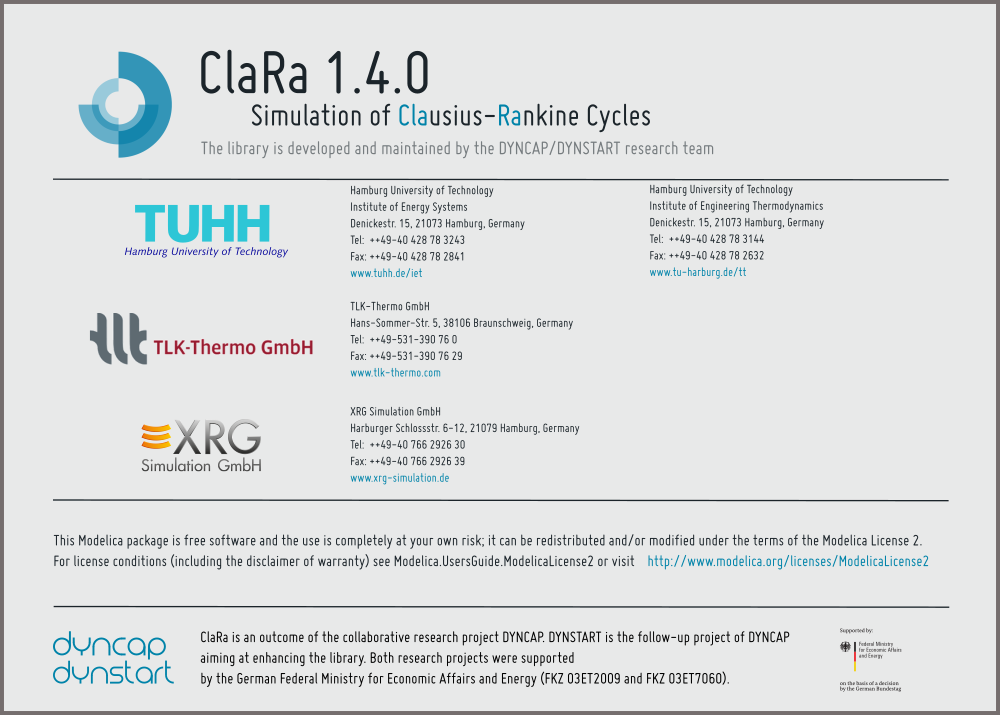 ClaRa 1.4.0
Simulation of Clausius-Rankine Cycles
The library is developed and maintained by the DYNCAP/DYNSTART research team
TUHH
Hamburg University of Technology
Hamburg University of Technology
Institute of Energy Systems
Denickestr. 15, 21073 Hamburg, Germany
Tel: ++49-40 428 78 3243
Fax: ++49-40 428 78 2841
www.tuhh.de/iet
Hamburg University of Technology
Institute of Engineering Thermodynamics
Denickestr. 15, 21073 Hamburg, Germany
Tel: ++49-40 428 78 3144
Fax: ++49-40 428 78 2632
www.tu-harburg.de/tt
tlt TLK-Thermo GmbH
TLK-Thermo GmbH
Hans-Sommer-Str. 5, 38106 Braunschweig, Germany
Tel: ++49-531-390 76 0
Fax: ++49-531-390 76 29
www.tlk-thermo.com
XRG
Simulation GmbH
XRG Simulation GmbH
Harburger Schlossstr. 6-12, 21079 Hamburg, Germany
Tel: ++49-40 766 2926 30
Fax: ++49-40 766 2926 39
www.xrg-simulation.de
This Modelica package is free software and the use is completely at your own risk; it can be redistributed and/or modified under the terms of the Modelica License 2.
For license conditions (including the disclaimer of warranty) see Modelica.UsersGuide.ModelicaLicense2 or visit http://www.modelica.org/licenses/ModelicaLicense2
dyncap
dynstart
ClaRa is an outcome of the collaborative research project DYNCAP. DYNSTART is the follow-up project of DYNCAP
aiming at enhancing the library. Both research projects were supported
by the German Federal Ministry for Economic Affairs and Energy (FKZ 03ET2009 and FKZ 03ET7060).
Supported by:
Federal Ministry
for Economic Affairs
and Energy
on the basis of a decision
by the German Bundestag